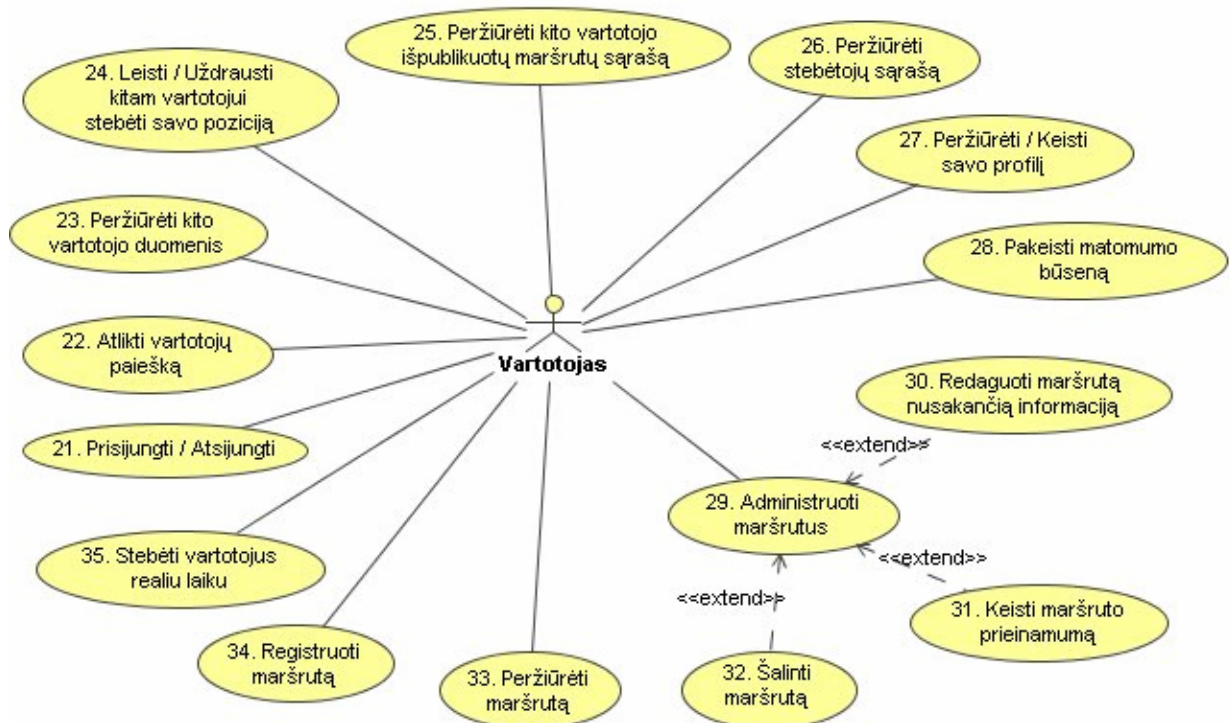 25. Peržiūrėti kito vartotojo
išpublikuotų maršrutų sąrašą
26. Peržiūrėti
stebėtojų sąrašą
24. Leisti / Uždrausti
kitam vartotojui
stebėti savo poziciją
27. Peržiūrėti / Keisti
savo profilį
23. Peržiūrėti kito
vartotojo duomenis
28. Pakeisti matomumo
būseną
22. Atlikti vartotojų
paiešką
Vartotojas
30. Redaguoti maršrutą
nusakančią informaciją
21. Prisijungti / Atsijungti
<<extend>>
29. Administruoti
maršrutus
35. Stebėti vartotojus
realiu laiku
<<extend>>
<<extend>>
31. Keisti maršruto
prieinamumą
34. Registruoti
maršrutą
33. Peržiūrėti
maršrutą
32. Šalinti
maršrutą